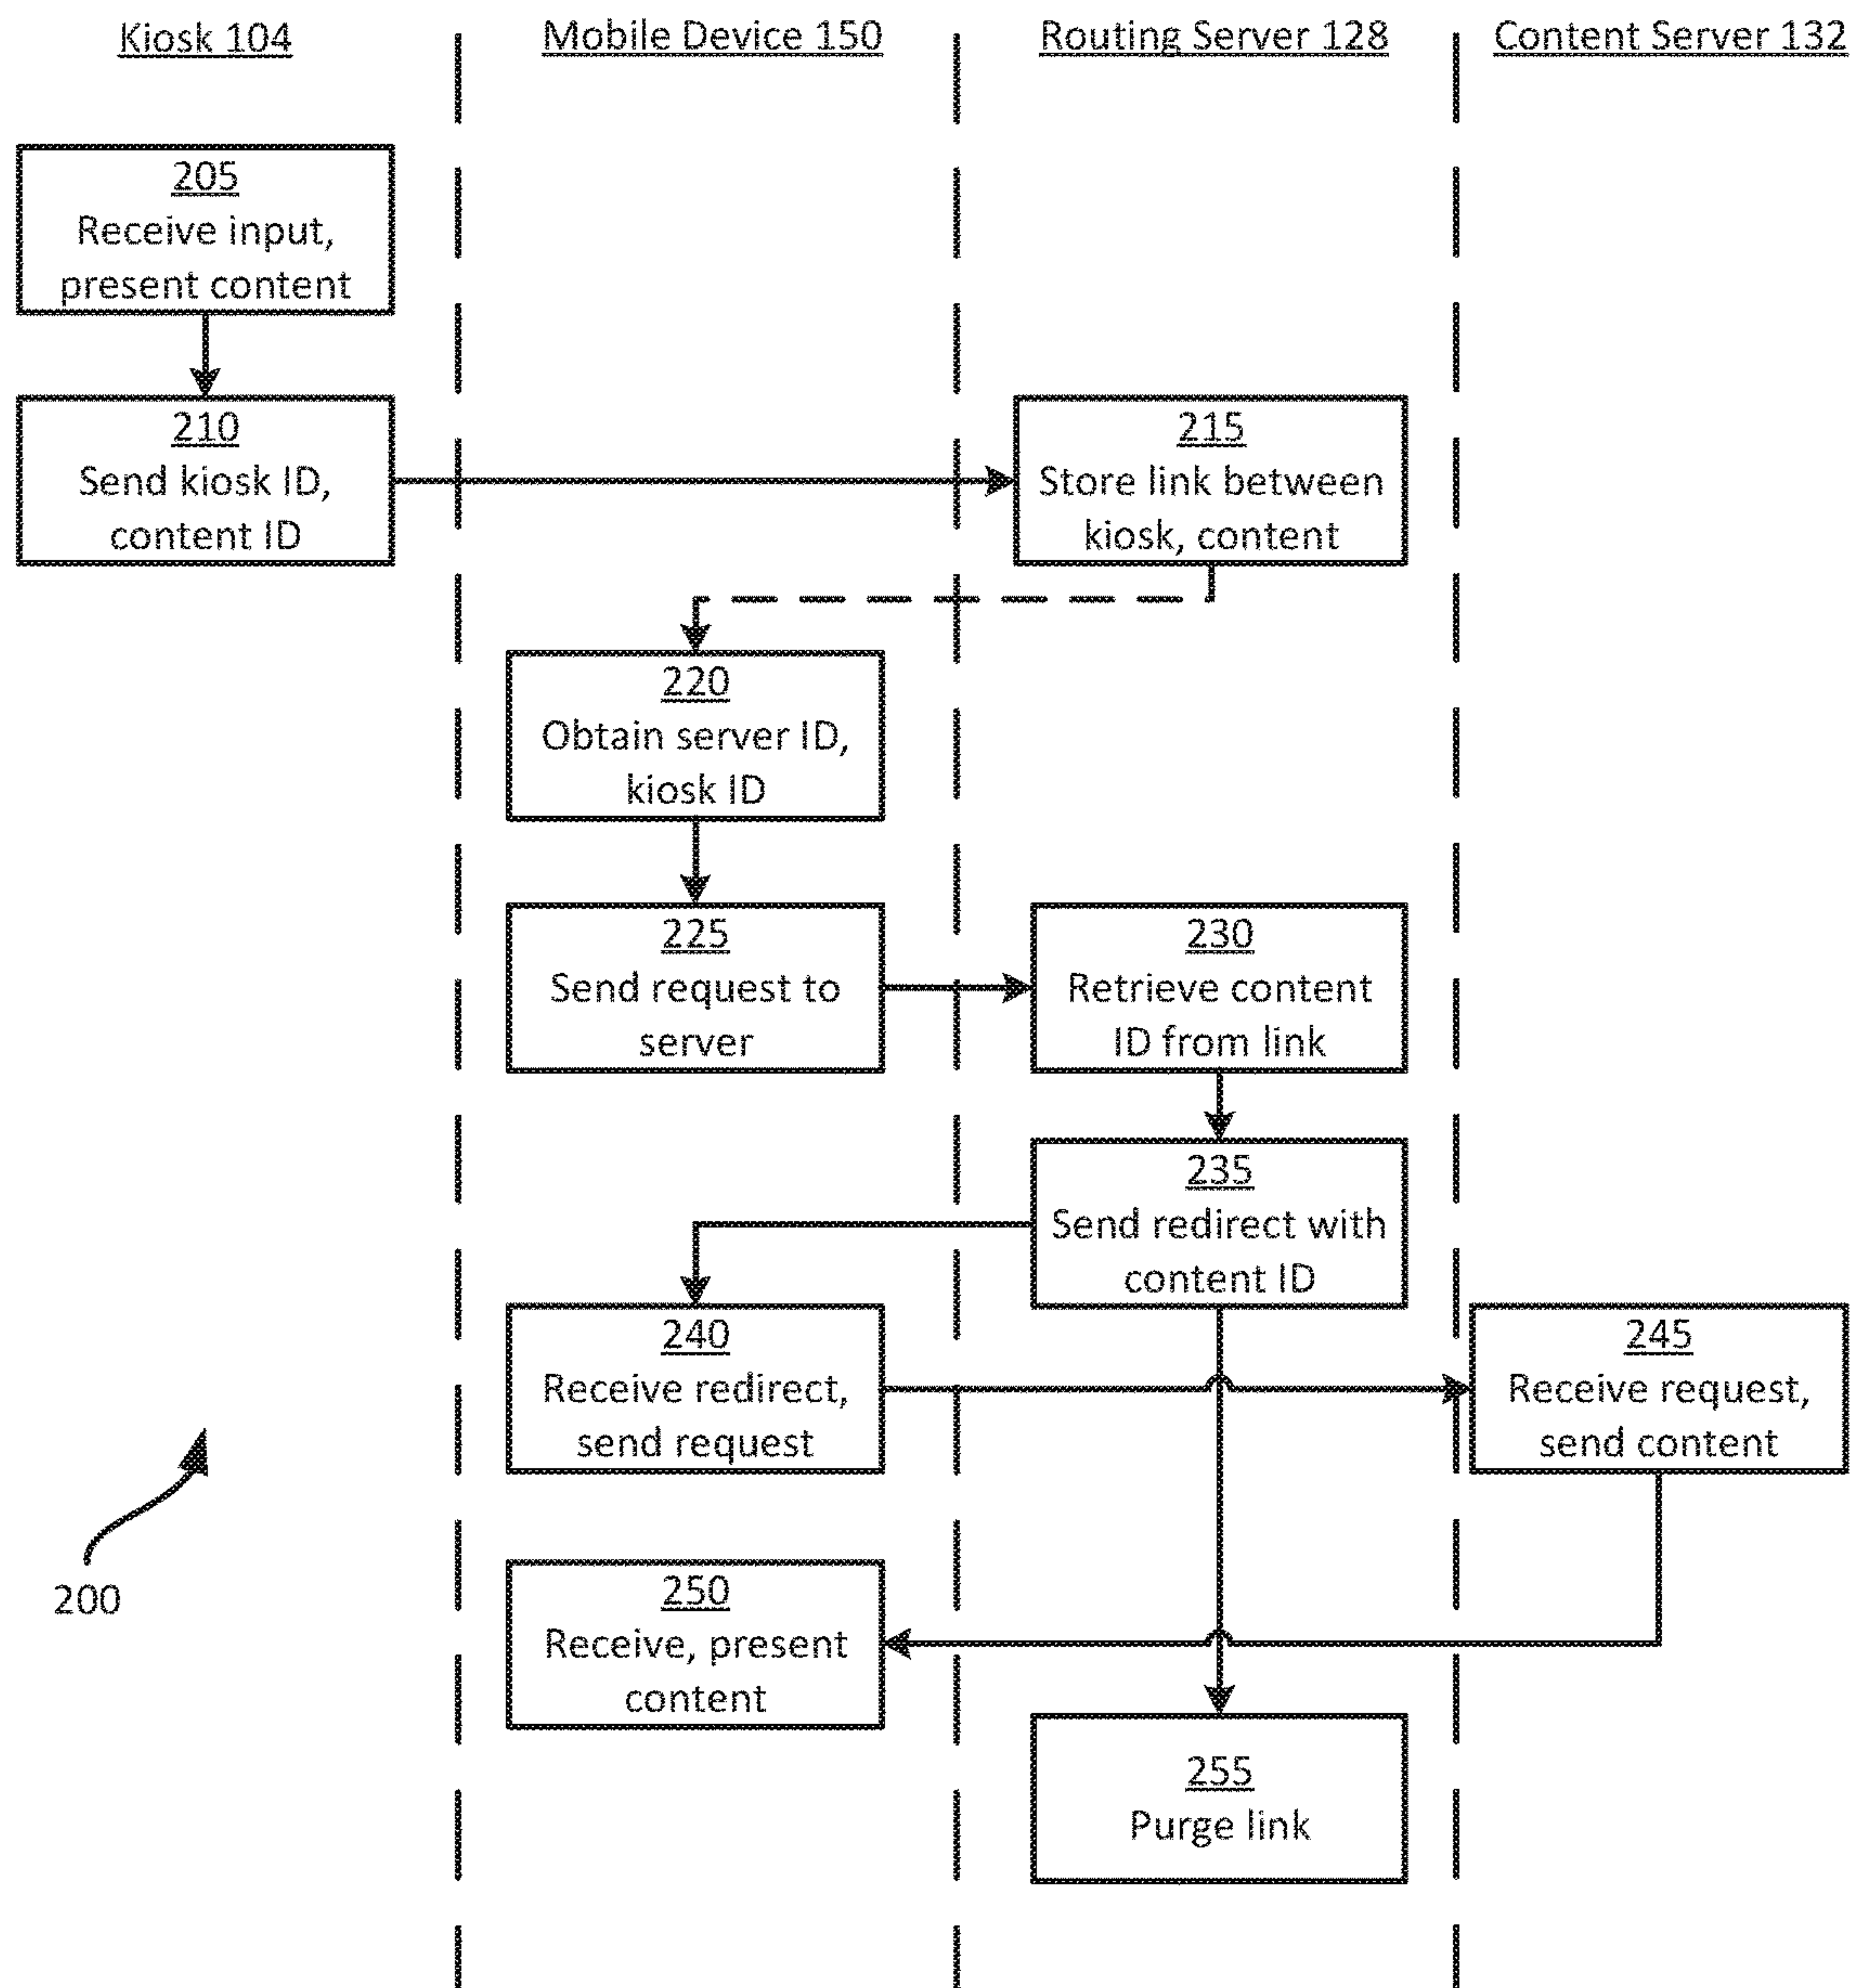 Kiosk 104
Mobile Device 150
Routing Server 128
Content Server 132
205
Receive input,
present content
210
Send kiosk ID,
content ID
215
Store link between
kiosk, content
220
Obtain server ID,
kiosk ID
225
Send request to
server
230
Retrieve content
ID from link
235
Send redirect with
content ID
240
Receive redirect,
send request
245
Receive request,
send content
200
250
Receive, present
content
255
Purge link